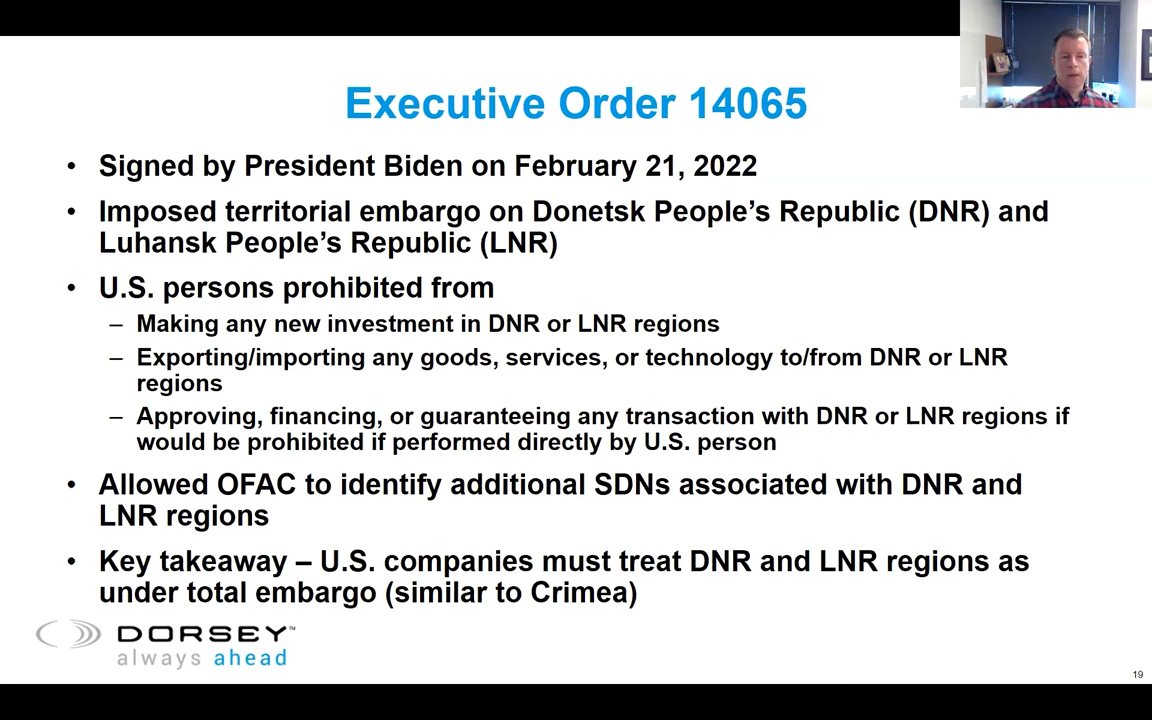 Executive Order 14065
• Signed by President Biden on February 21, 2022
• Imposed territorial embargo on Donetsk People’s Republic (DNR) and
Luhansk People’s Republic (LNR)
• U.S. persons prohibited from
– Making any new investment in DNR or LNR regions
– Exporting/importing any goods, services, or technology to/from DNR or LNR
regions
– Approving, financing, or guaranteeing any transaction with DNR or LNR regions if
would be prohibited if performed directly by U.S. person
• Allowed OFAC to identify additional SDNs associated with DNR and
LNR regions
• Key takeaway – U.S. companies must treat DNR and LNR regions as
under total embargo (similar to Crimea)
DORSEY™
always ahead
19